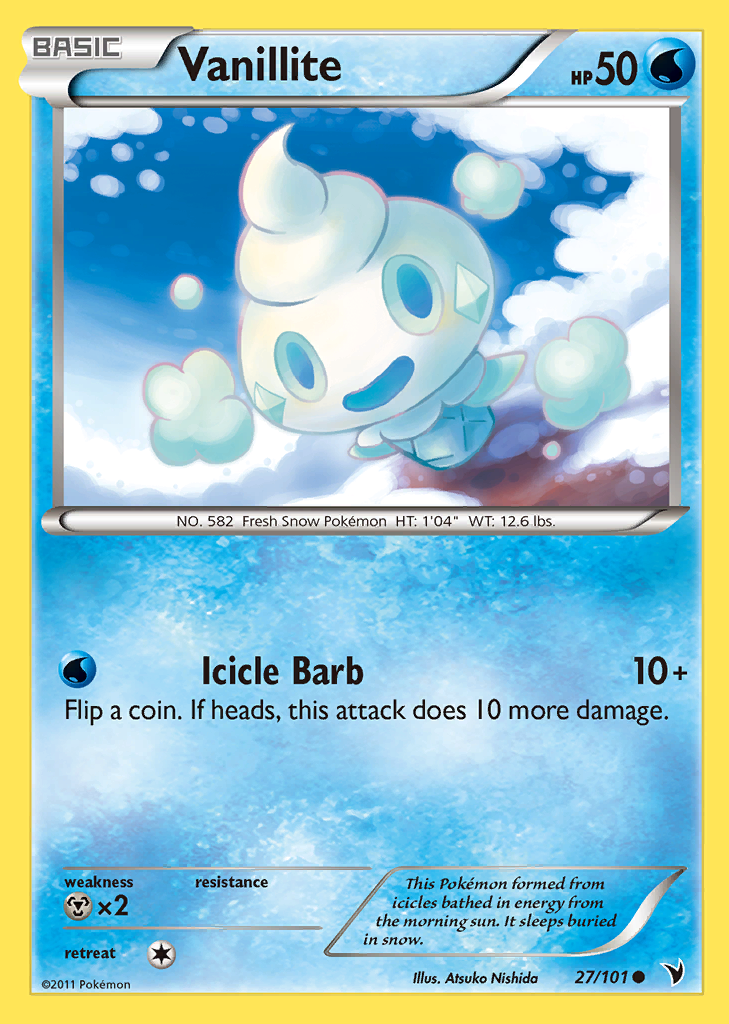 BASIC
Vanillite
HP 50
NO. 582 Fresh Snow Pokémon HT: 1'04" WT: 12.6 lbs.
Icicle Barb 10+
Flip a coin. If heads, this attack does 10 more damage.
weakness resistance
×2
retreat
This Pokémon formed from
icicles bathed in energy from
the morning sun. It sleeps buried
in snow.
©2011 Pokémon
Illus. Atsuko Nishida
27/101